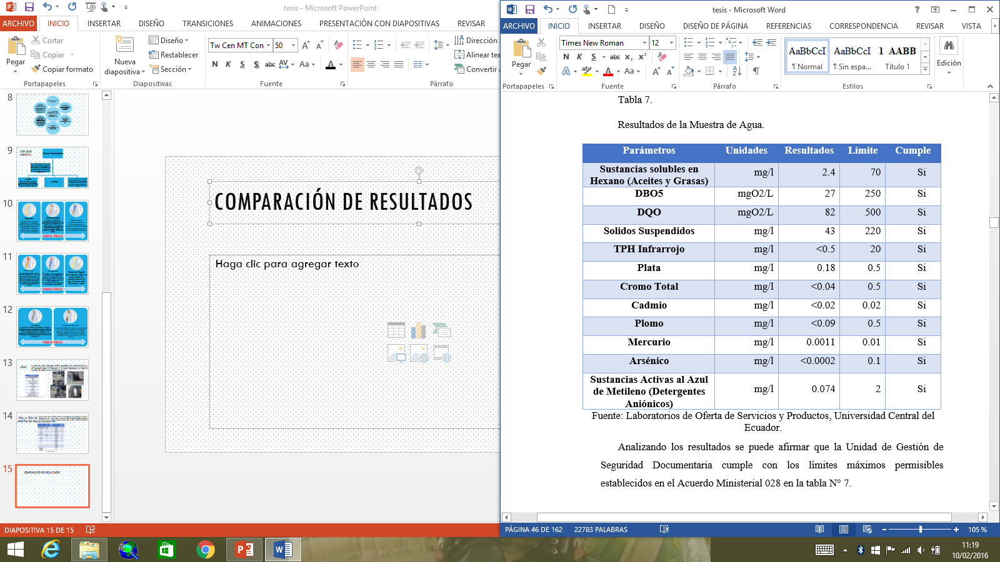 tesis - Microsoft PowerPoint
ARCHIVO INICIO INSERTAR DISEÑO TRANSICIONES ANIMACIONES PRESENTACIÓN CON DIAPOSITIVAS REVISAR
Pegar
Cortar
Copiar
Copiar formato
Portapapeles
Nueva
diapositiva
Diseño
Restablecer
Sección
Diapositivas
Tw Cen MT Con 50
N K S S abc AV Aa A
Fuente
Dirección
Alinear tex
Convertir a
Párrafo
8
MARCO
LEGAL
9
10
MEDIO FÍSICO
11
MEDIO FÍSICO
12
MEDIO FÍSICO
13
AGUA
14
15
COMPARACIÓN DE RESULTADOS
COMPARACIÓN DE RESULTADOS
Haga clic para agregar texto
DIAPOSITIVA 15 DE 15
tesis - Microsoft Word
ARCHIVO INICIO INSERTAR DISEÑO DISEÑO DE PÁGINA REFERENCIAS CORRESPONDENCIA REVISAR VISTA
Pegar
Portapapeles
Times New Roman 12
N K S abc x₂ x²
A A Aa A A
Fuente
Párrafo
AaBbCcI AaBbCcI 1 AABB
¶ Normal ¶ Sin espa... Título 1
Estilos
Edición
Tabla 7.
Resultados de la Muestra de Agua.
Parámetros Unidades Resultados Límite Cumple
Sustancias solubles en
Hexano (Aceites y Grasas) mg/l 2.4 70 Si
DBO5 mgO2/L 27 250 Si
DQO mgO2/L 82 500 Si
Solidos Suspendidos mg/l 43 220 Si
TPH Infrarrojo mg/l <0.5 20 Si
Plata mg/l 0.18 0.5 Si
Cromo Total mg/l <0.04 0.5 Si
Cadmio mg/l <0.02 0.02 Si
Plomo mg/l <0.09 0.5 Si
Mercurio mg/l 0.0011 0.01 Si
Arsénico mg/l <0.0002 0.1 Si
Sustancias Activas al Azul
de Metileno (Detergentes mg/l 0.074 2 Si
Aniónicos)
Fuente: Laboratorios de Oferta de Servicios y Productos, Universidad Central del
Ecuador.
Analizando los resultados se puede afirmar que la Unidad de Gestión de
Seguridad Documentaria cumple con los límites máximos permisibles
establecidos en el Acuerdo Ministerial 028 en la tabla N° 7.
PÁGINA 46 DE 162 22783 PALABRAS 105 %
11:19
10/02/2016